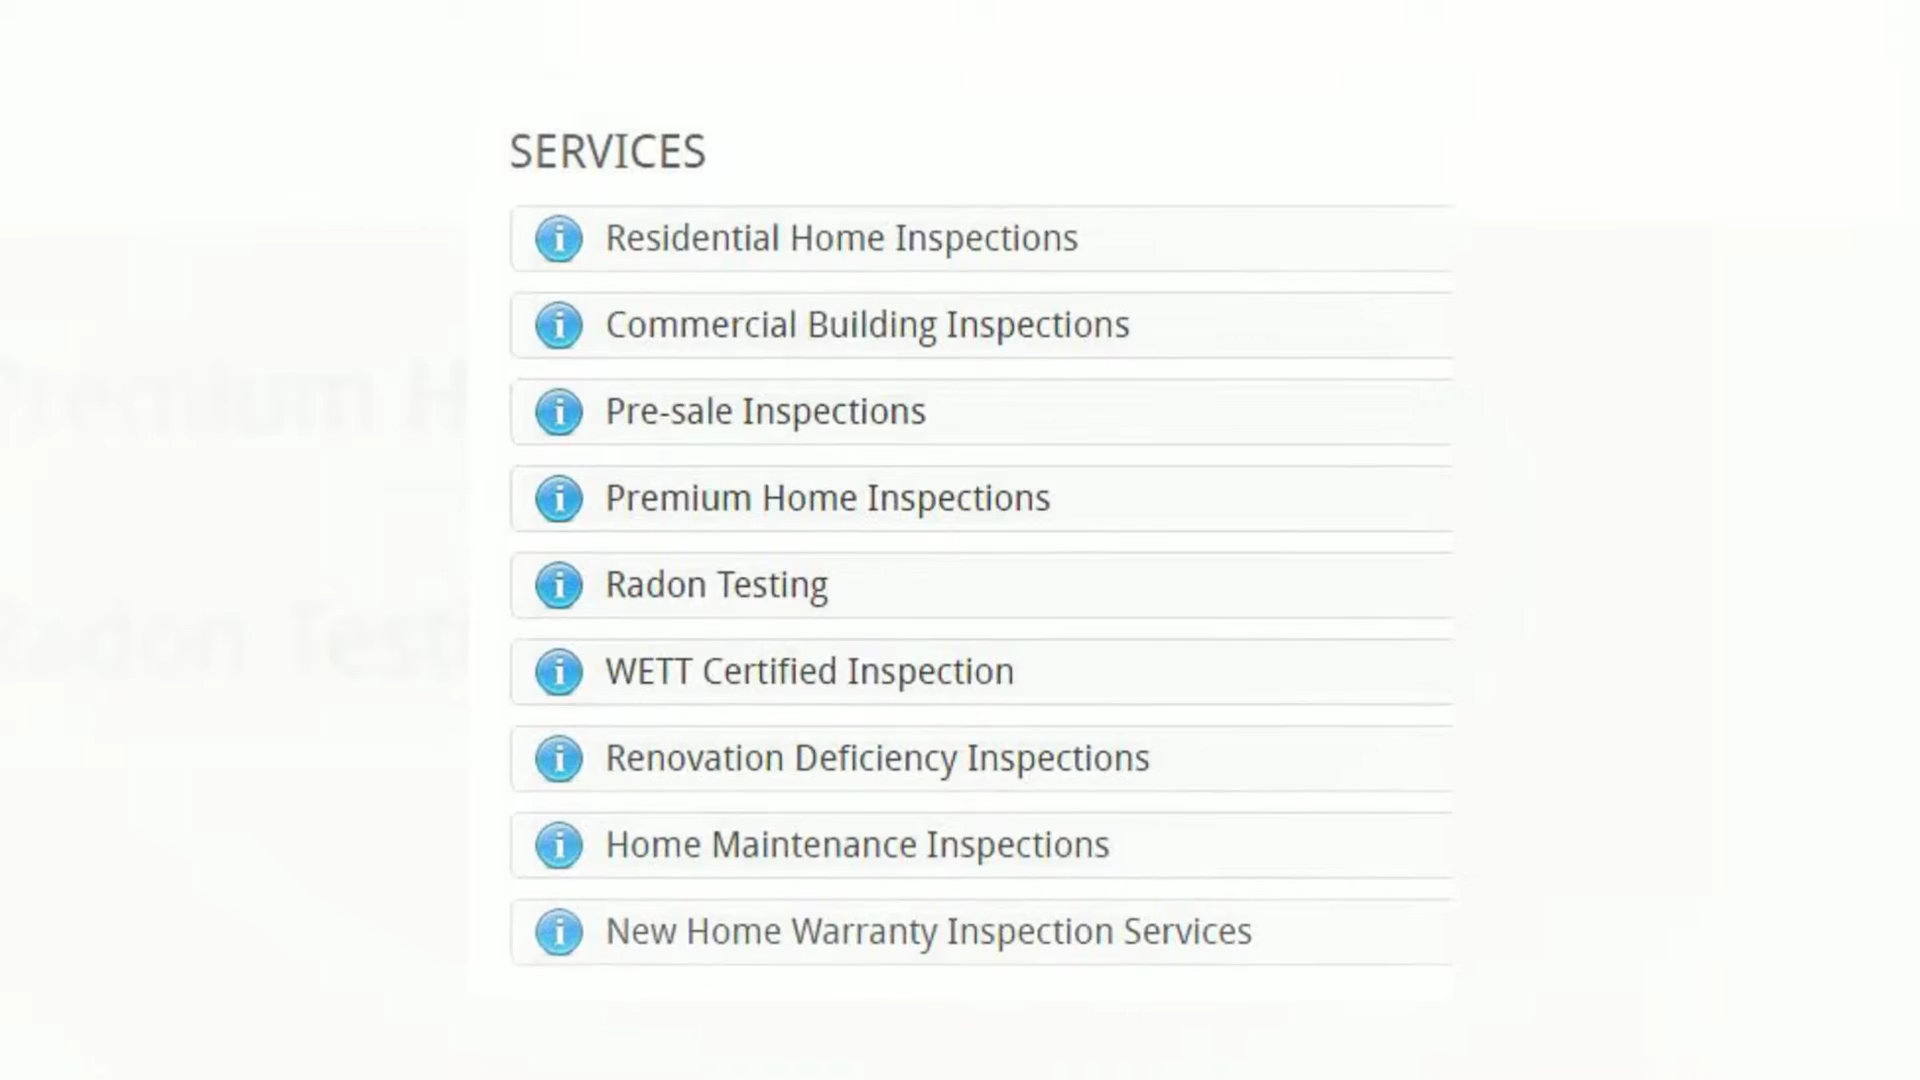 SERVICES
Residential Home Inspections
Commercial Building Inspections
Pre-sale Inspections
Premium Home Inspections
Radon Testing
WETT Certified Inspection
Renovation Deficiency Inspections
Home Maintenance Inspections
New Home Warranty Inspection Services